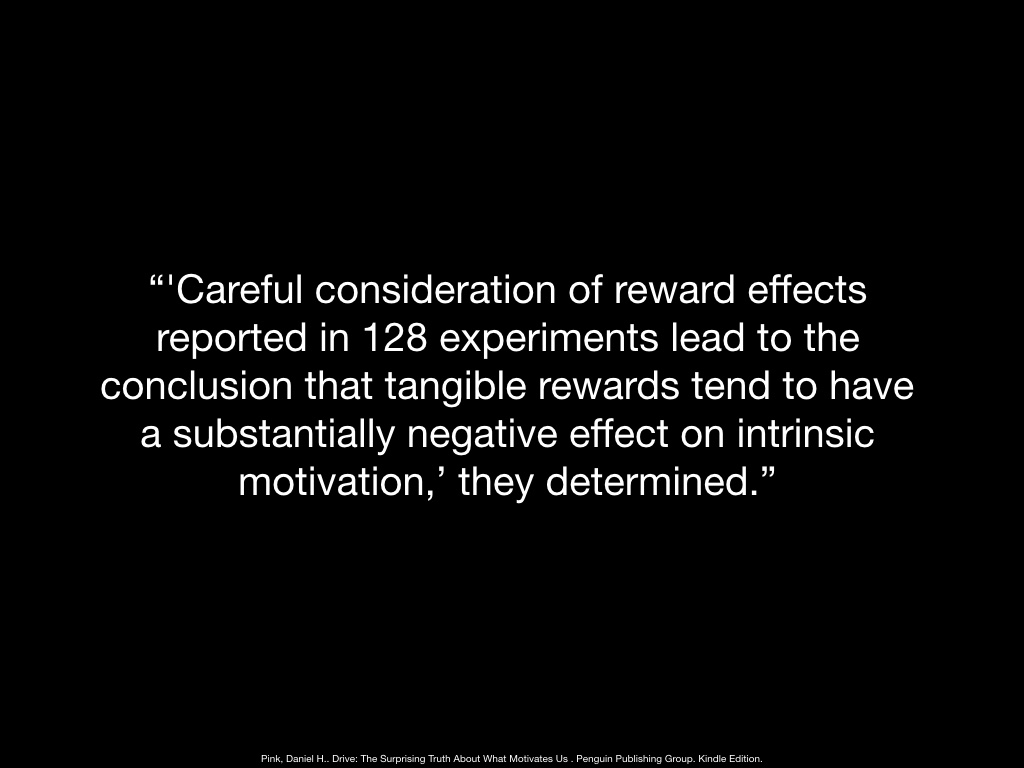 “'Careful consideration of reward effects
reported in 128 experiments lead to the
conclusion that tangible rewards tend to have
a substantially negative effect on intrinsic
motivation,’ they determined.”
Pink, Daniel H.. Drive: The Surprising Truth About What Motivates Us . Penguin Publishing Group. Kindle Edition.